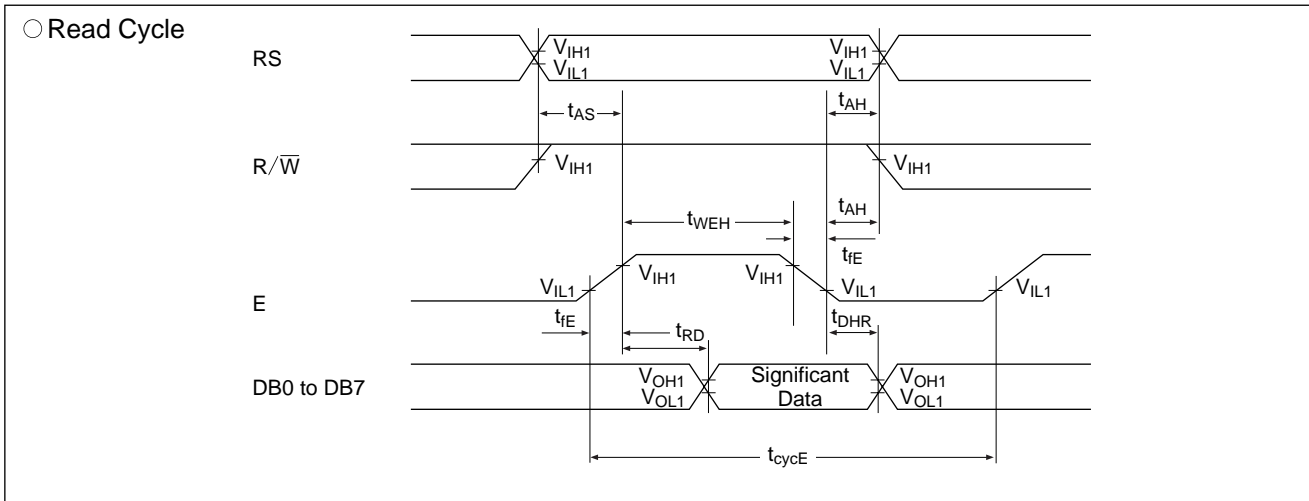 ○ Read Cycle
RS
VIH1
VIL1
VIH1
VIL1
tAS
tAH
R/W̅
VIH1
VIH1
tWEH
tAH
tfE
E
VIL1
VIH1
VIH1
VIL1
VIL1
tfE
tRD
tDHR
DB0 to DB7
VOH1
VOL1
Significant
Data
VOH1
VOL1
tcycE